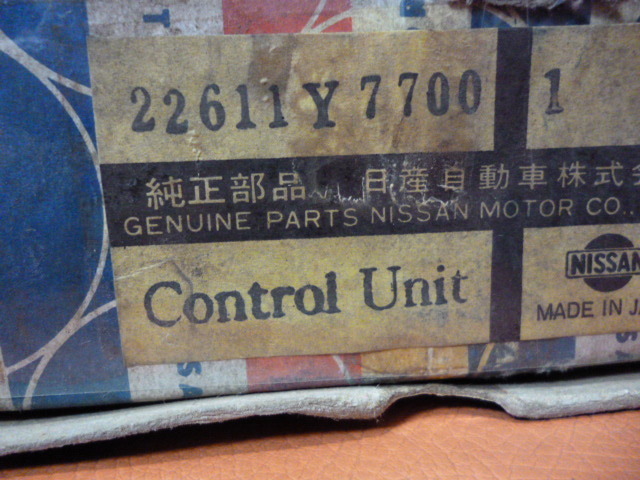 22611 Y 7700 1
純正部品 日産自動車株式
GENUINE PARTS NISSAN MOTOR CO.,
Control Unit
NISSAN
MADE IN JA